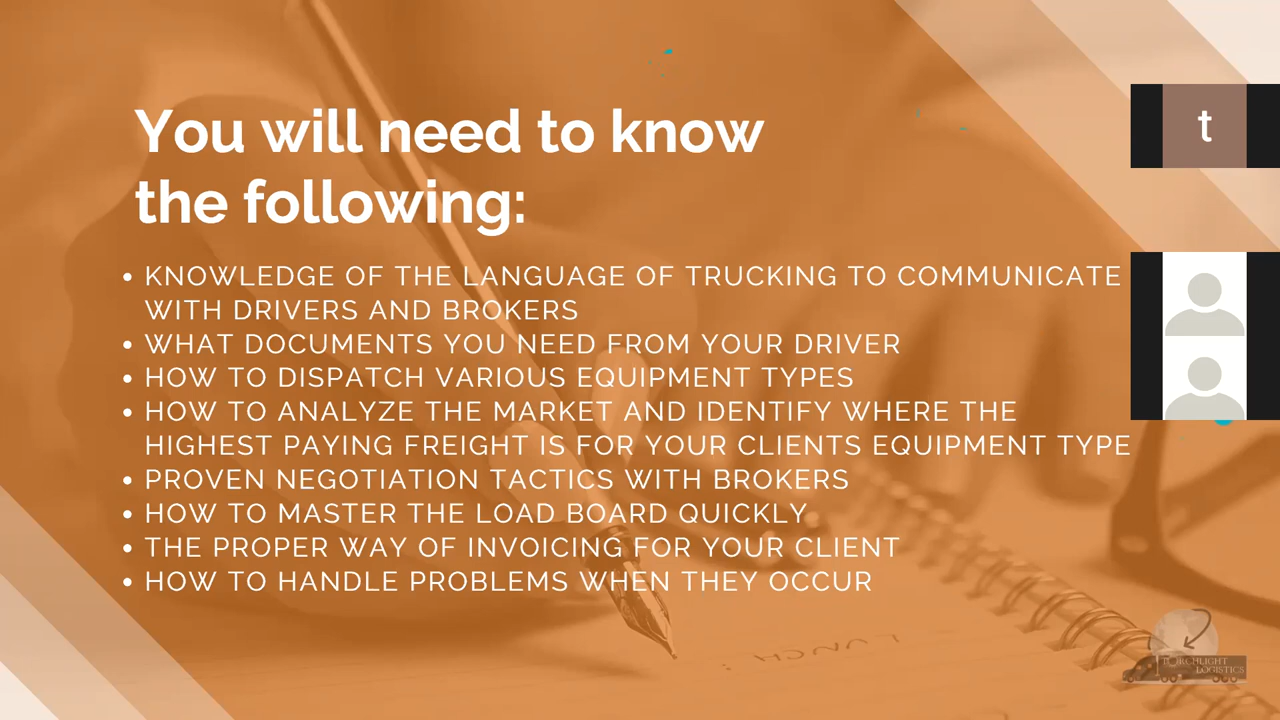 You will need to know
the following:
t
• KNOWLEDGE OF THE LANGUAGE OF TRUCKING TO COMMUNICATE
WITH DRIVERS AND BROKERS
• WHAT DOCUMENTS YOU NEED FROM YOUR DRIVER
• HOW TO DISPATCH VARIOUS EQUIPMENT TYPES
• HOW TO ANALYZE THE MARKET AND IDENTIFY WHERE THE
HIGHEST PAYING FREIGHT IS FOR YOUR CLIENTS EQUIPMENT TYPE
• PROVEN NEGOTIATION TACTICS WITH BROKERS
• HOW TO MASTER THE LOAD BOARD QUICKLY
• THE PROPER WAY OF INVOICING FOR YOUR CLIENT
• HOW TO HANDLE PROBLEMS WHEN THEY OCCUR
LUNCH :
TORCHLIGHT
LOGISTICS